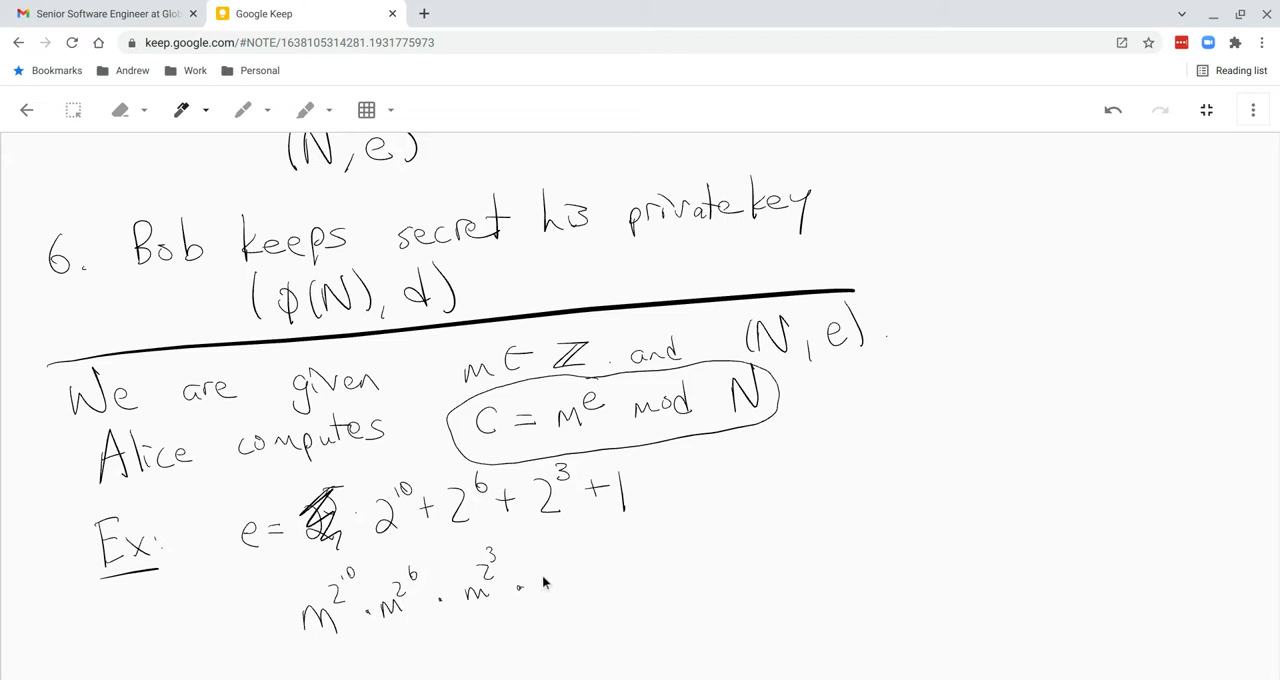 Senior Software Engineer at Glob
Google Keep
keep.google.com/#NOTE/1638105314281.1931775973
Bookmarks Andrew Work Personal Reading list
(N, e)
6. Bob keeps secret his private key
(ϕ(N), d)
We are given m ∈ ℤ. and (N, e).
Alice computes C = m^e mod N
Ex: e = 2^10 + 2^6 + 2^3 + 1
m^2^10 · m^2^6 · m^2^3 ·